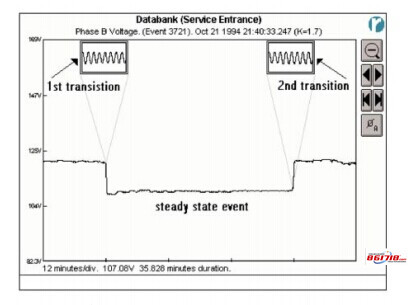 Databank (Service Entrance)
Phase B Voltage. (Event 3721). Oct 21 1994 21:40:33.247 (K=1.7)
169V
1st transistion
2nd transition
147V
125V
104V
steady state event
82.3V
12 minutes/div. 107.08V 35.828 minutes duration.